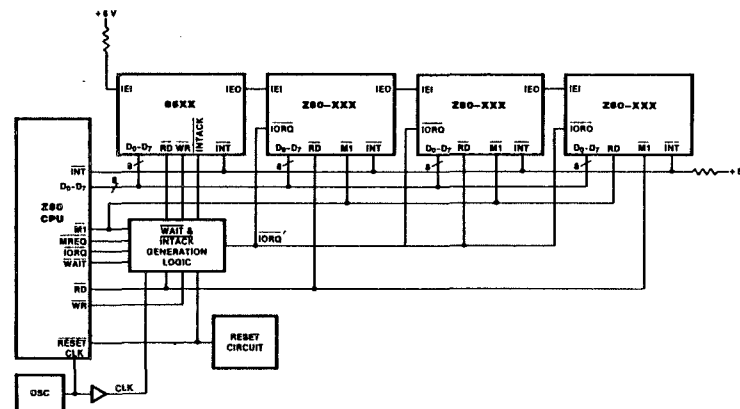 +5 V
IEI IEO IEI IEO IEI IEO IEI
85XX Z80-XXX Z80-XXX Z80-XXX
IORQ IORQ IORQ
D0-D7 RD WR INTACK INT D0-D7 RD M1 INT D0-D7 RD M1 INT D0-D7 RD M1 INT
8 8 8 8
INT
D0-D7 8
+5
Z80
CPU
M1
MREQ
IORQ
WAIT
WAIT &
INTACK
GENERATION
LOGIC
IORQ'
RD
WR
RESET
CLK
RESET
CIRCUIT
OSC
CLK